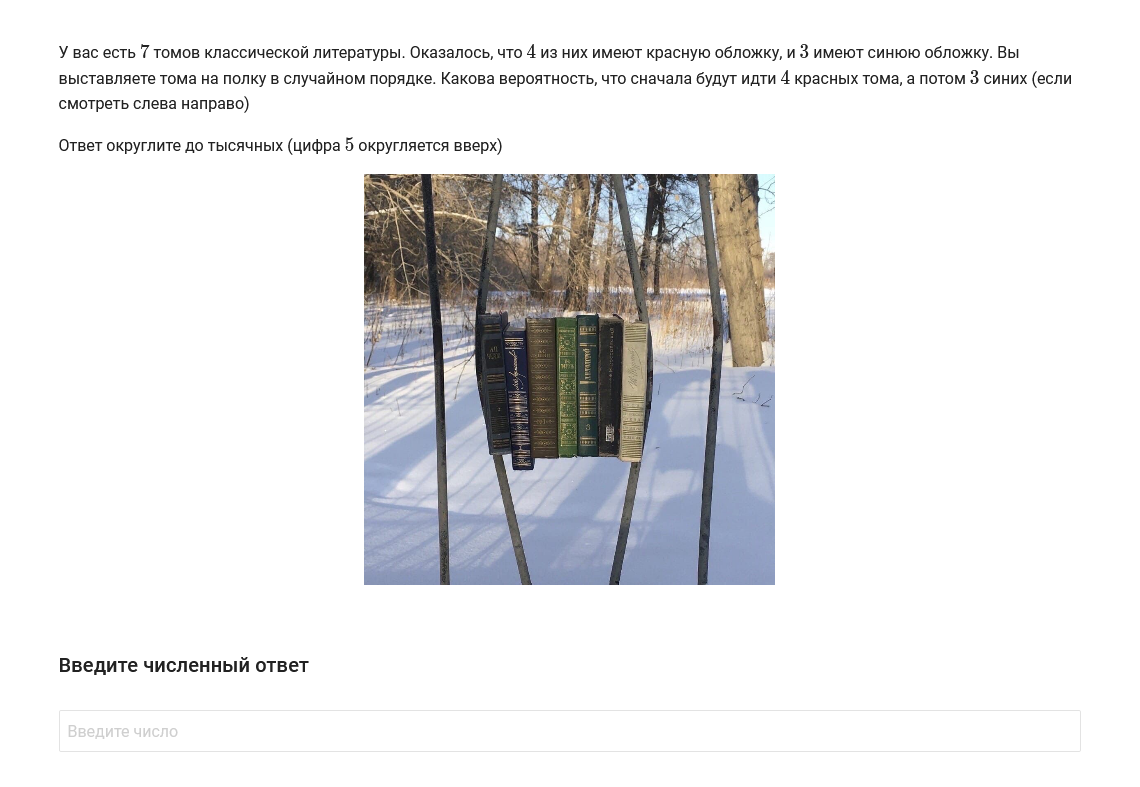 У вас есть 7 томов классической литературы. Оказалось, что 4 из них имеют красную обложку, и 3 имеют синюю обложку. Вы
выставляете тома на полку в случайном порядке. Какова вероятность, что сначала будут идти 4 красных тома, а потом 3 синих (если
смотреть слева направо)
Ответ округлите до тысячных (цифра 5 округляется вверх)
Введите численный ответ
Введите число